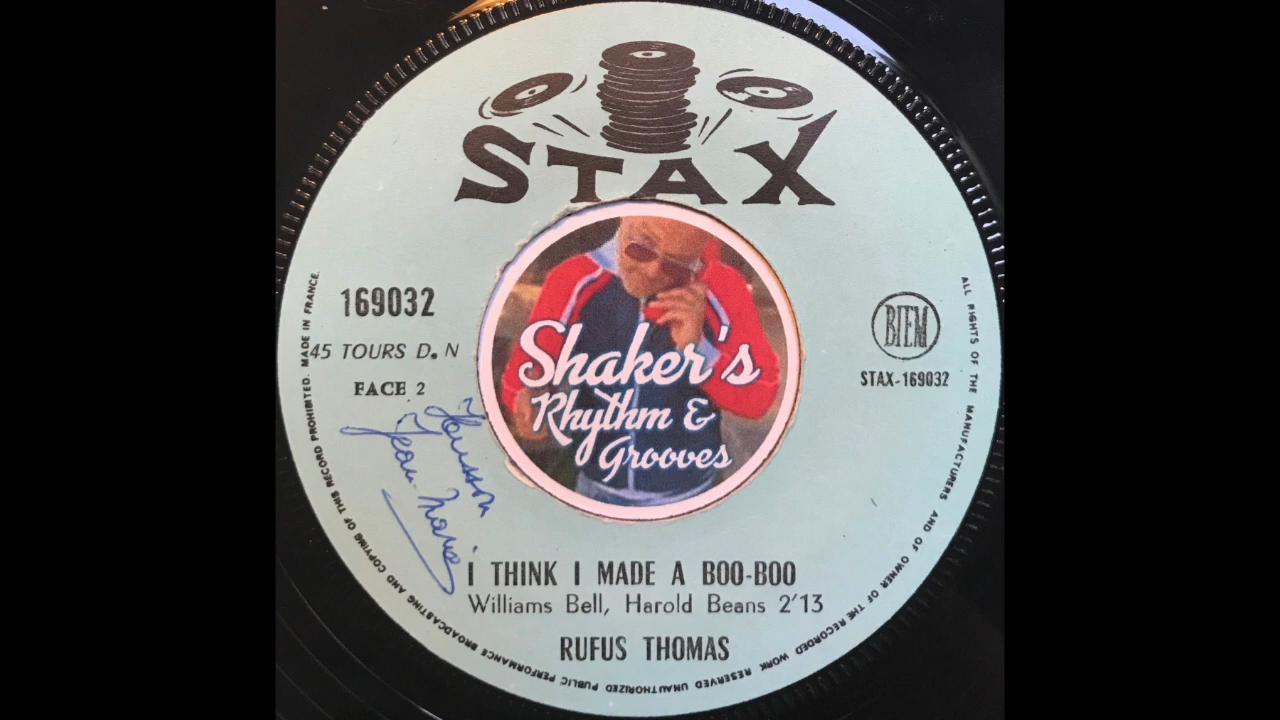 STAX
169032
45 TOURS D. N
FACE 2
BIEM
STAX-169032
Shaker's
Rhythm &
Grooves
Jean
I THINK I MADE A BOO-BOO
Williams Bell, Harold Beans 2'13
RUFUS THOMAS
ALL RIGHTS OF THE MANUFACTURERS AND OF OWNER OF THE RECORDED WORK RESERVED UNAUTHORIZED PUBLIC PERFORMANCE BROADCASTING AND COPYING OF THIS RECORD PROHIBITED. MADE IN FRANCE.